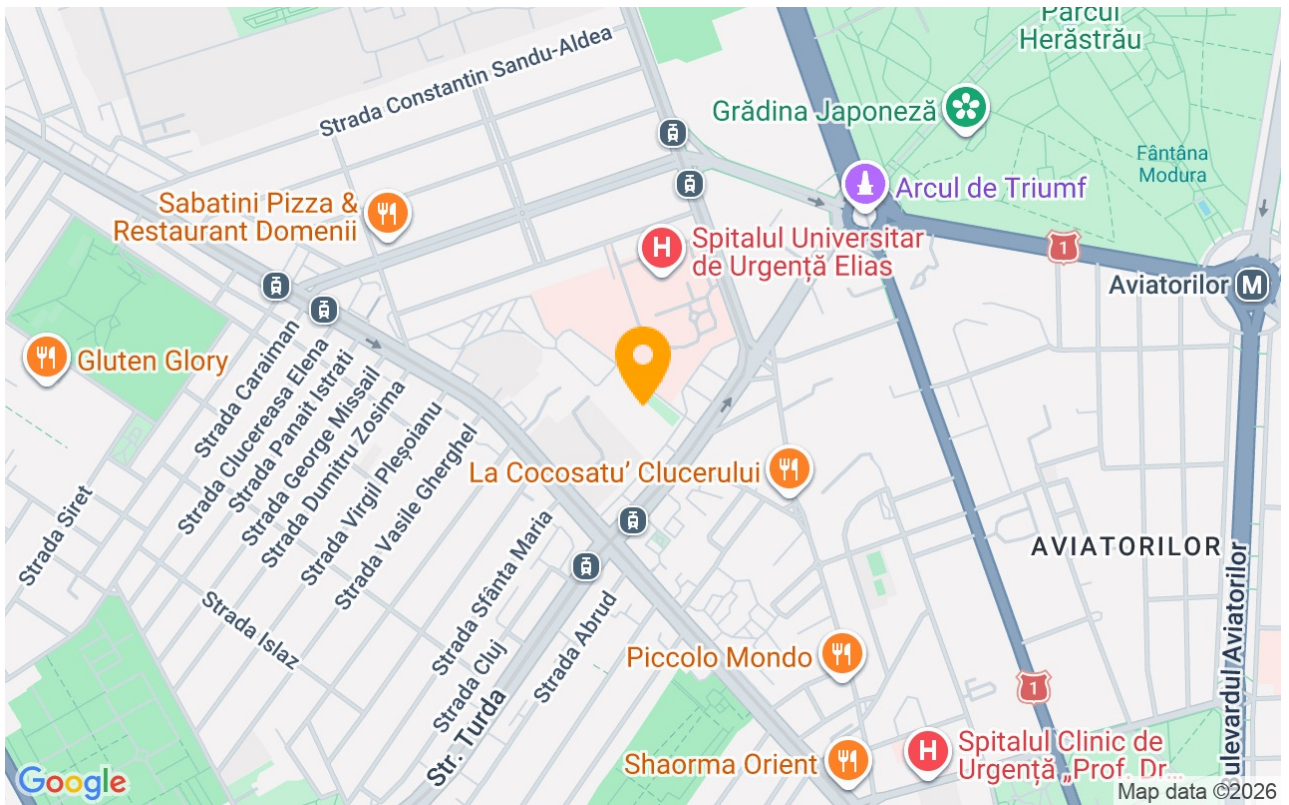 Parcul
Herăstrău
Strada Constantin Sandu-Aldea
Grădina Japoneză
Fântâna
Modura
Sabatini Pizza &
Restaurant Domenii
Arcul de Triumf
Spitalul Universitar
de Urgență Elias
1
Aviatorilor
M
H
Gluten Glory
Strada Caraiman
Strada Clucereasa Elena
Strada Panait Istrati
Strada George Missail
Strada Dumitru Zosima
Strada Virgil Pleșoianu
Strada Vasile Gherghel
La Cocosatu' Clucerului
Strada Siret
Strada Sfânta Maria
AVIATORILOR
Strada Islaz
Strada Cluj
Strada Abrud
Str. Turda
Piccolo Mondo
Bulevardul Aviatorilor
1
Shaorma Orient
H
Spitalul Clinic de
Urgență „Prof. Dr...
Google
Map data ©2026